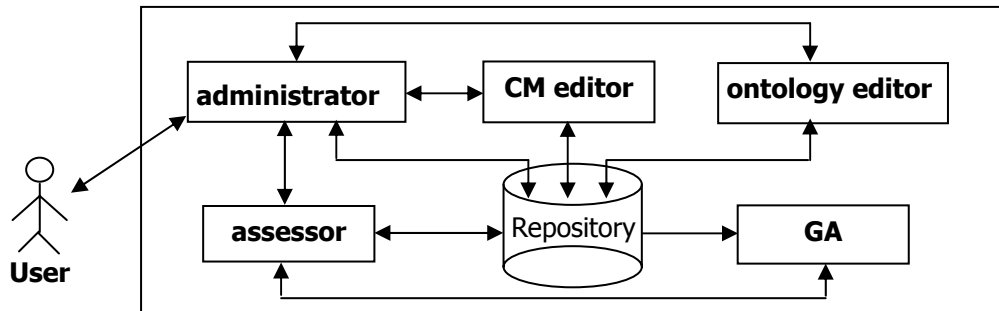 administrator
CM editor
ontology editor
assessor
Repository
GA
User